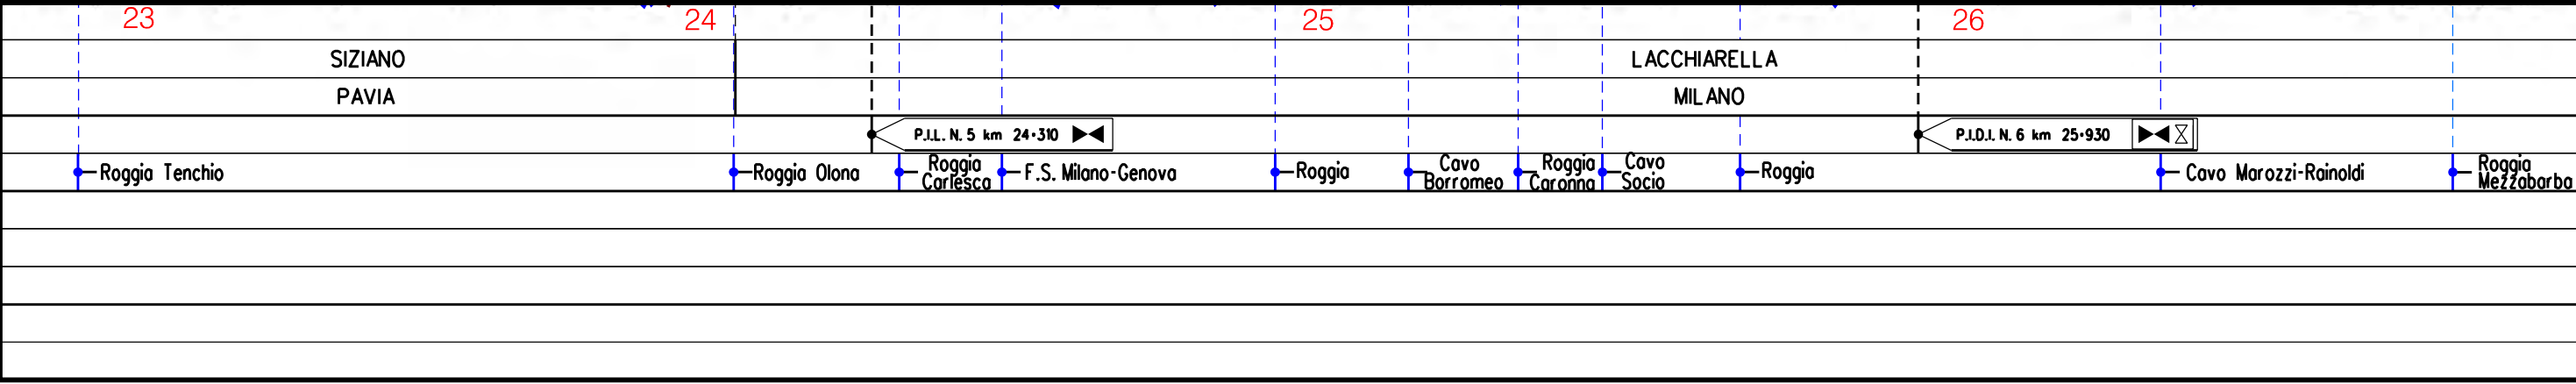 23 24 25 26
SIZIANO LACCHIARELLA
PAVIA MILANO
P.I.L. N. 5 km 24+310 P.I.D.I. N. 6 km 25+930
Roggia Tenchio
Roggia Olona
Roggia
Carlesca
F.S. Milano-Genova
Roggia
Cavo
Borromeo
Roggia
Caronna
Cavo
Socio
Roggia
Cavo Marozzi-Rainoldi
Roggia
Mezzabarba